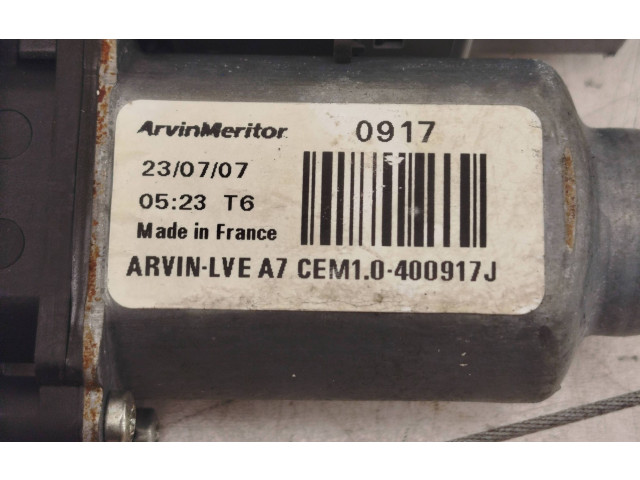 ArvinMeritor 0917
23/07/07
05:23 T6
Made in France
ARVIN-LVE A7 CEM1.0-400917J